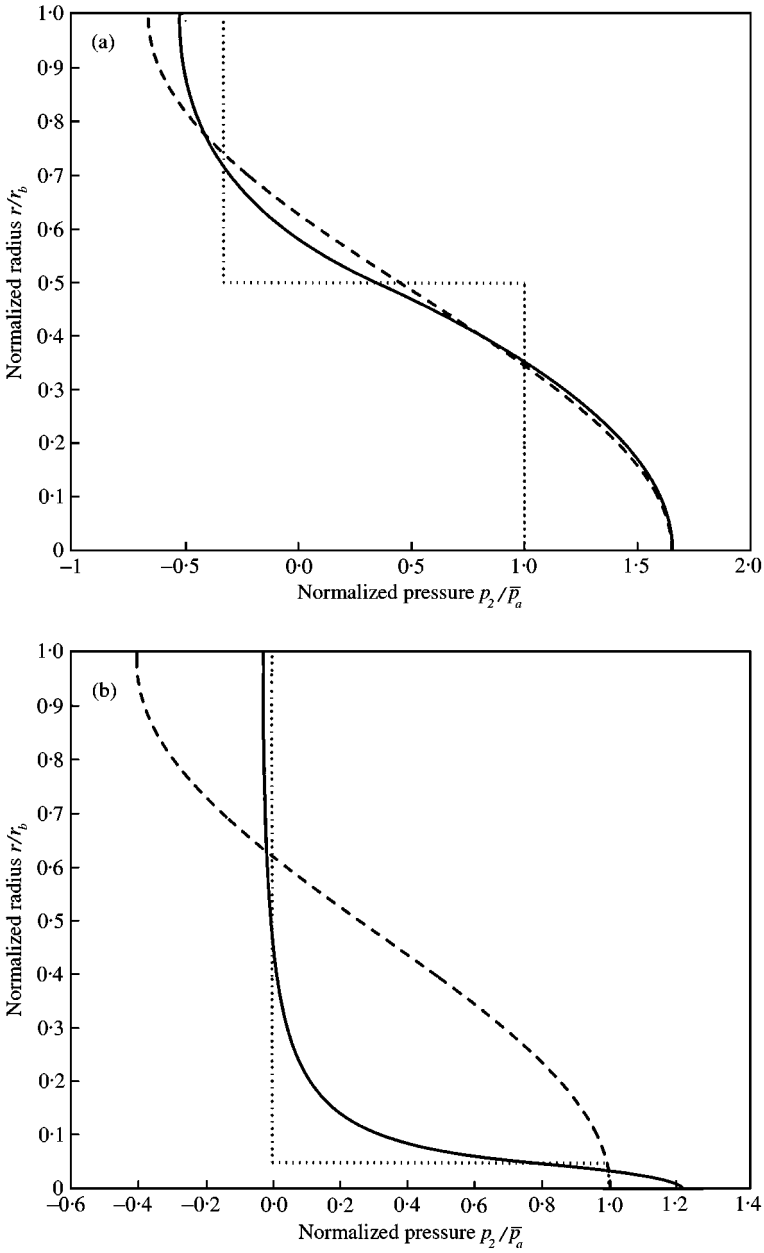 (a)
1·0
0·9
0·8
0·7
0·6
0·5
0·4
0·3
0·2
0·1
0
Normalized radius r/r_b
−1 −0·5 0·0 0·5 1·0 1·5 2·0
Normalized pressure p_2/p̅_a
(b)
1·0
0·9
0·8
0·7
0·6
0·5
0·4
0·3
0·2
0·1
0
Normalized radius r/r_b
−0·6 −0·4 −0·2 0·0 0·2 0·4 0·6 0·8 1·0 1·2 1·4
Normalized pressure p_2/p̅_a